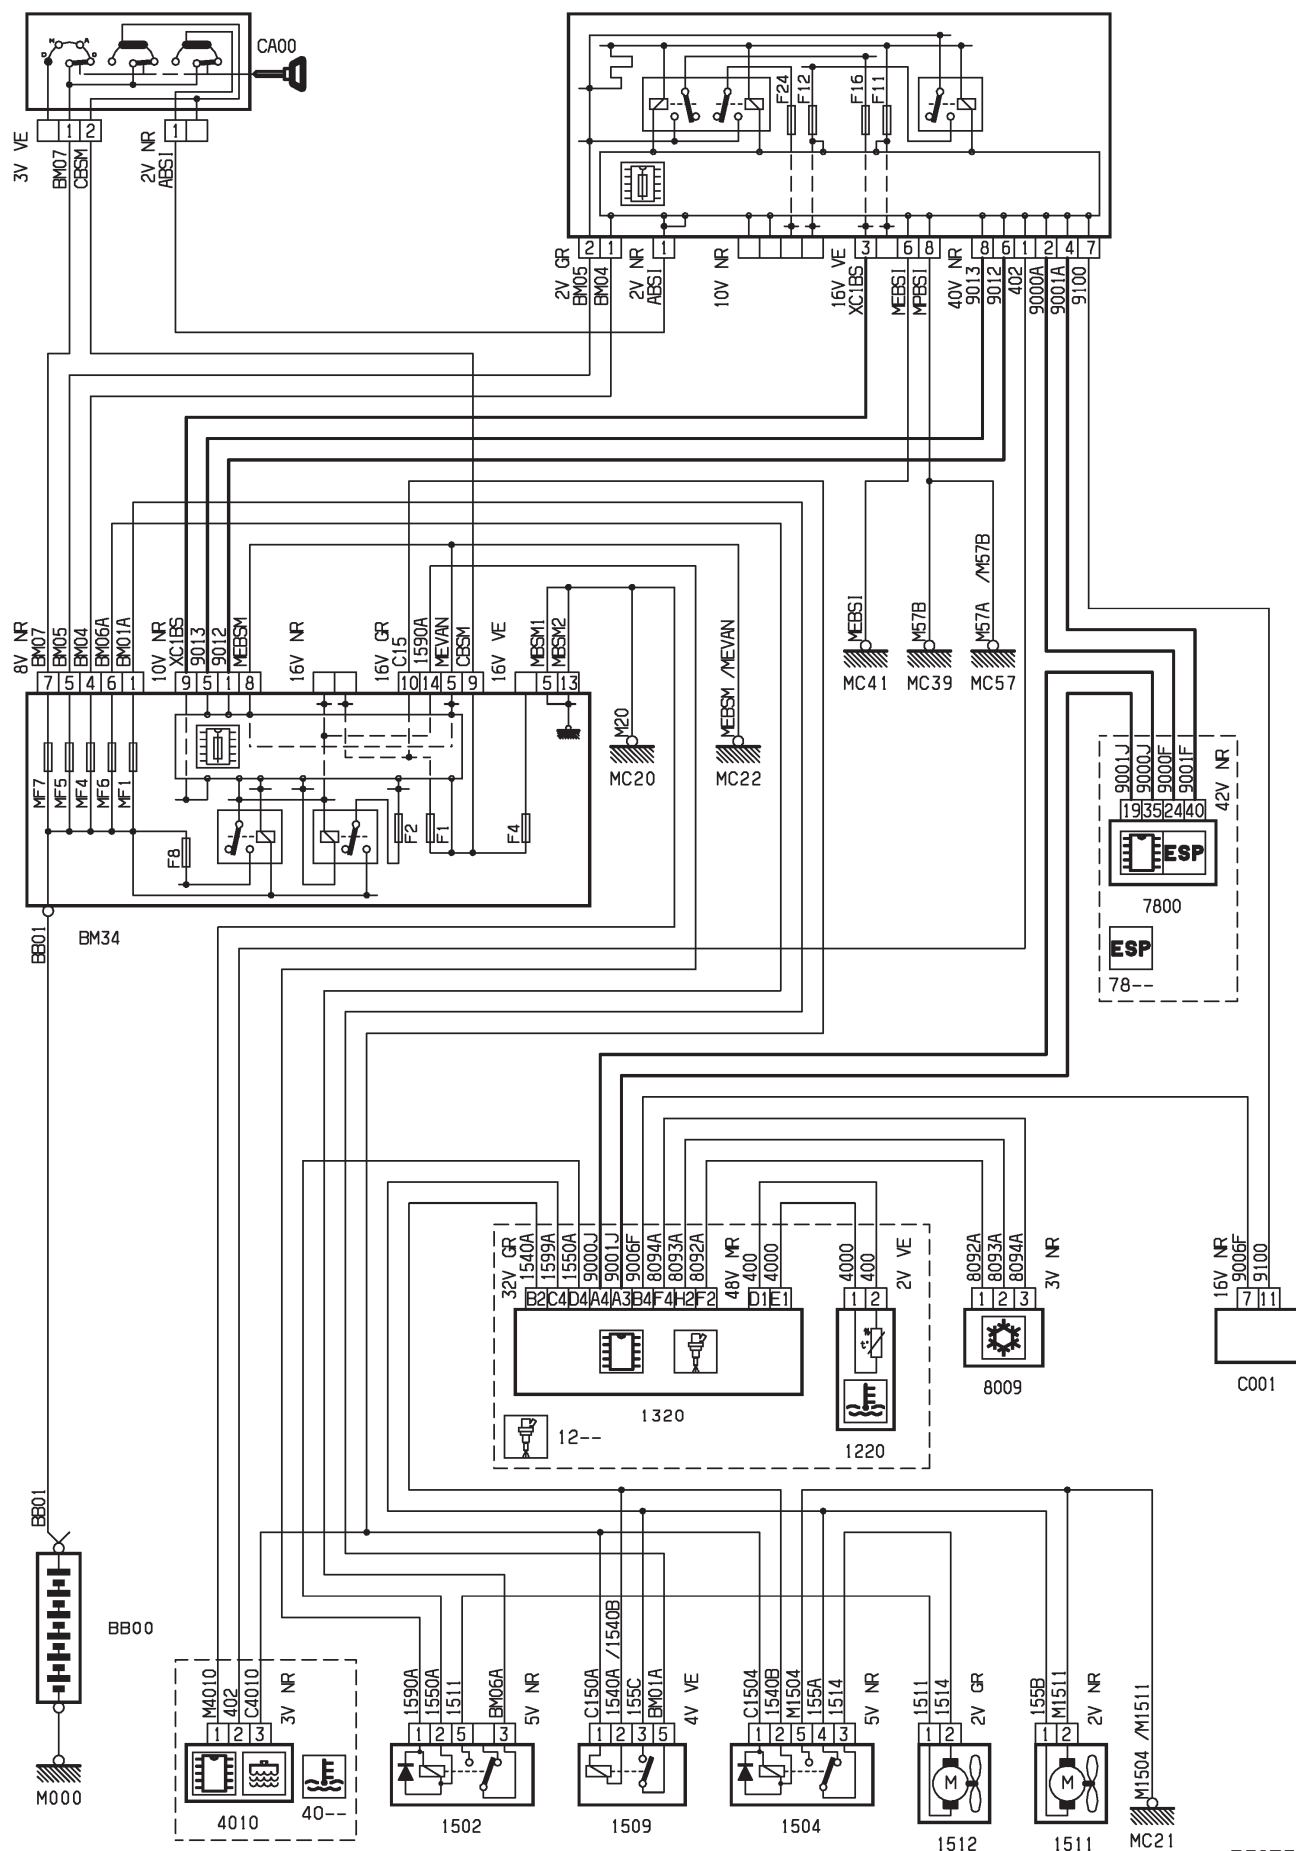 CA00
N A
D D
1 2
1
3V VE
BM07
CBSM
2V NR
ABSI
F24
F12
F16
F11
2 1
1
3
6 8
8 6 1 2 4 7
2V GR
BM05
BM04
2V NR
ABSI
10V NR
16V VE
XC1BS
MEBSI
MPBSI
40V NR
9013
9012
402
9000A
9001A
9100
8V NR
BM07
BM05
BM04
BM06A
BM01A
10V NR
XC1BS
9013
9012
MEBSM
16V NR
16V GR
C15
1590A
MEVAN
CBSM
16V VE
MBSM1
MBSM2
7 5 4 6 1
9 5 1 8
10 14 5 9
5 13
MEBSI
M57B
M57A /M57B
MC41
MC39
MC57
M20
MEBSM /MEVAN
MC20
MC22
MF7
MF5
MF4
MF6
MF1
F8
F2
F1
F4
BM34
BB01
9001J
9000J
9000F
9001F
42V NR
19 35 24 40
ESP
7800
ESP
78--
32V GR
1540A
1599A
1550A
9000J
9001J
9006F
8094A
8093A
8092A
48V MR
400
4000
B2 C4 D4 A4 A3 B4 F4 H2 F2
D1 E1
1320
12--
4000
400
2V VE
1 2
t°
1220
8092A
8093A
8094A
3V NR
1 2 3
8009
16V NR
9006F
9100
7 11
C001
BB01
BB00
M000
M4010
402
C4010
3V NR
1 2 3
4010
40--
1590A
1550A
1511
BM06A
5V NR
1 2 5 3
1502
C150A
1540A /1540B
155C
BM01A
4V VE
1 2 3 5
1509
C1504
1540B
M1504
155A
1514
5V NR
1 2 5 4 3
1504
1511
1514
2V GR
1 2
M
1512
155B
M1511
2V NR
1 2
M
1511
M1504 /M1511
MC21